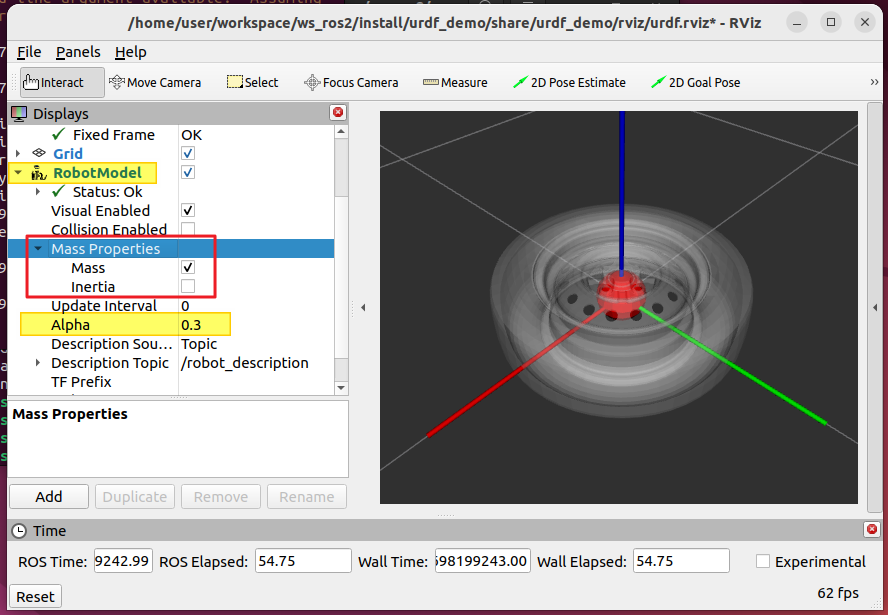 /home/user/workspace/ws_ros2/install/urdf_demo/share/urdf_demo/rviz/urdf.rviz* - RViz
File Panels Help
Interact Move Camera Select Focus Camera Measure 2D Pose Estimate 2D Goal Pose »
Displays
Fixed Frame OK
Grid
RobotModel
Status: Ok
Visual Enabled
Collision Enabled
Mass Properties
Mass
Inertia
Update Interval 0
Alpha 0.3
Description Sou... Topic
Description Topic /robot_description
TF Prefix
Mass Properties
Add Duplicate Remove Rename
Time
ROS Time: 9242.99 ROS Elapsed: 54.75 Wall Time: 98199243.00 Wall Elapsed: 54.75 Experimental
Reset 62 fps